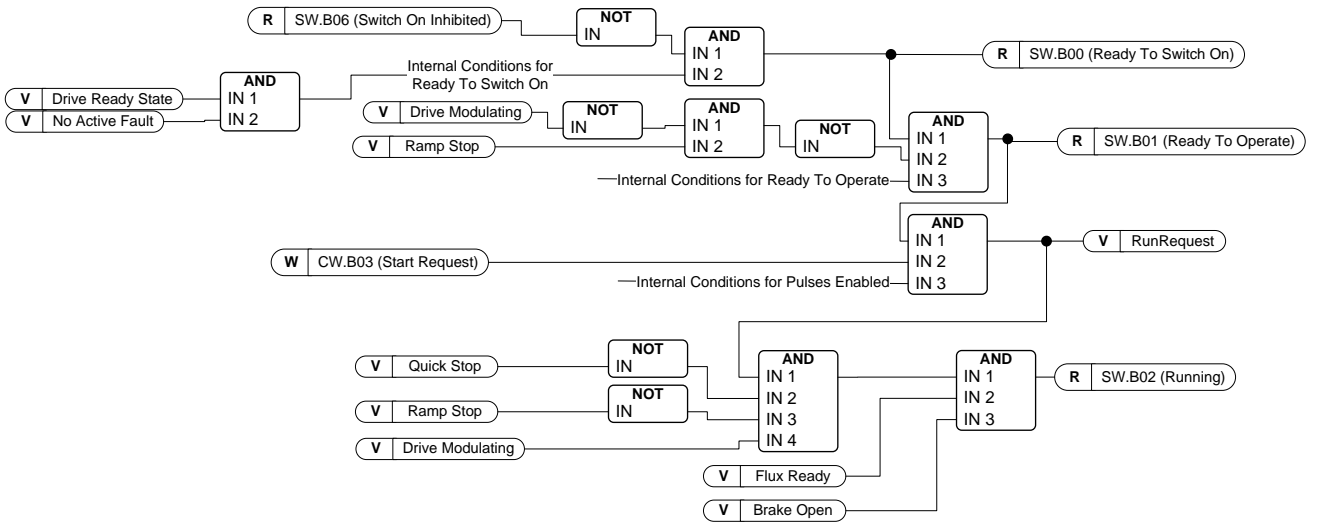 R SW.B06 (Switch On Inhibited)
NOT
IN
AND
IN 1
IN 2
R SW.B00 (Ready To Switch On)
Internal Conditions for
Ready To Switch On
AND
IN 1
IN 2
V Drive Ready State
V No Active Fault
V Drive Modulating
NOT
IN
AND
IN 1
IN 2
V Ramp Stop
NOT
IN
AND
IN 1
IN 2
IN 3
R SW.B01 (Ready To Operate)
Internal Conditions for Ready To Operate
AND
IN 1
IN 2
IN 3
V RunRequest
W CW.B03 (Start Request)
Internal Conditions for Pulses Enabled
V Quick Stop
NOT
IN
V Ramp Stop
NOT
IN
V Drive Modulating
AND
IN 1
IN 2
IN 3
IN 4
AND
IN 1
IN 2
IN 3
R SW.B02 (Running)
V Flux Ready
V Brake Open